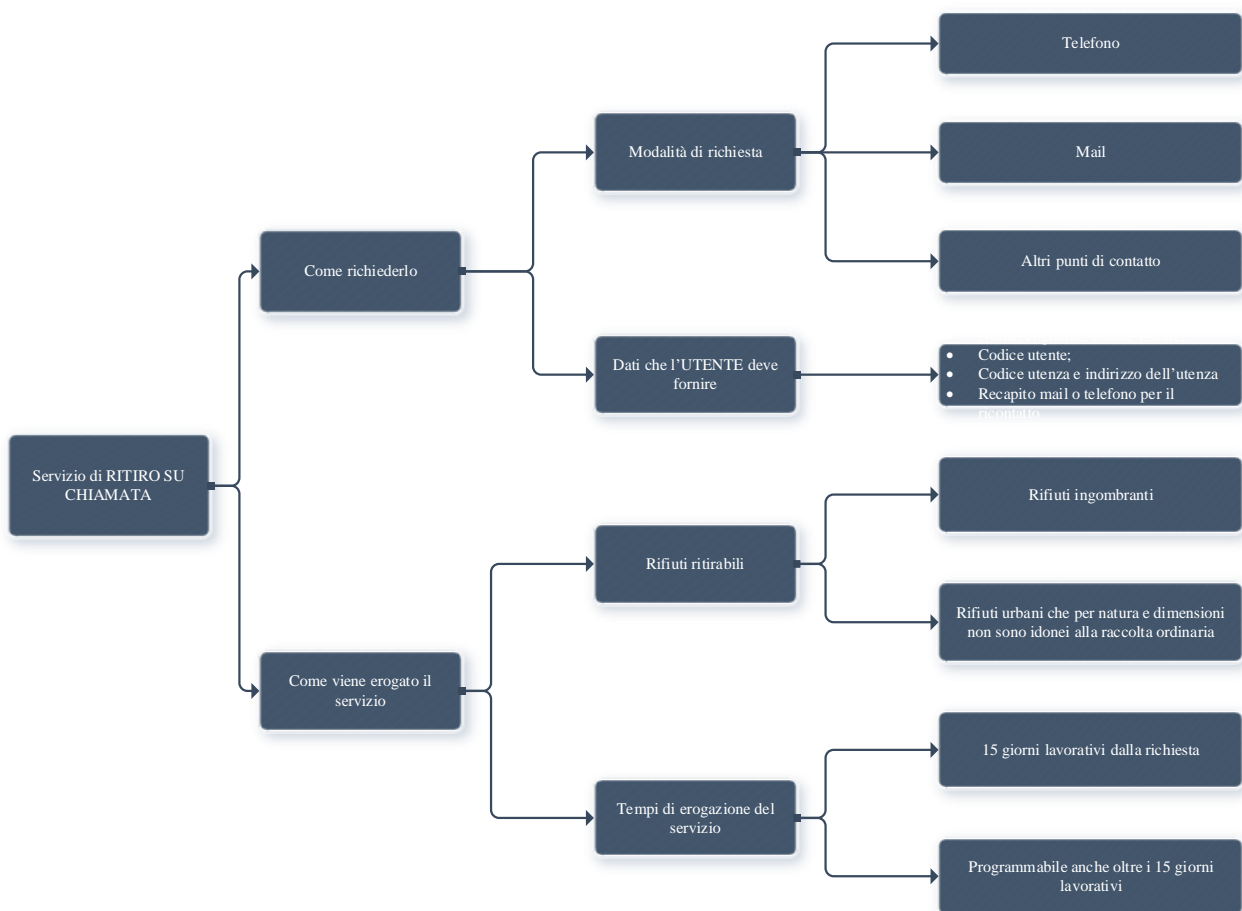 Telefono
Modalità di richiesta
Mail
Come richiederlo
Altri punti di contatto
Dati che l’UTENTE deve
fornire
• Codice utente;
• Codice utenza e indirizzo dell’utenza
• Recapito mail o telefono per il
ricontatto
Servizio di RITIRO SU
CHIAMATA
Rifiuti ingombranti
Rifiuti ritirabili
Rifiuti urbani che per natura e dimensioni
non sono idonei alla raccolta ordinaria
Come viene erogato il
servizio
15 giorni lavorativi dalla richiesta
Tempi di erogazione del
servizio
Programmabile anche oltre i 15 giorni
lavorativi